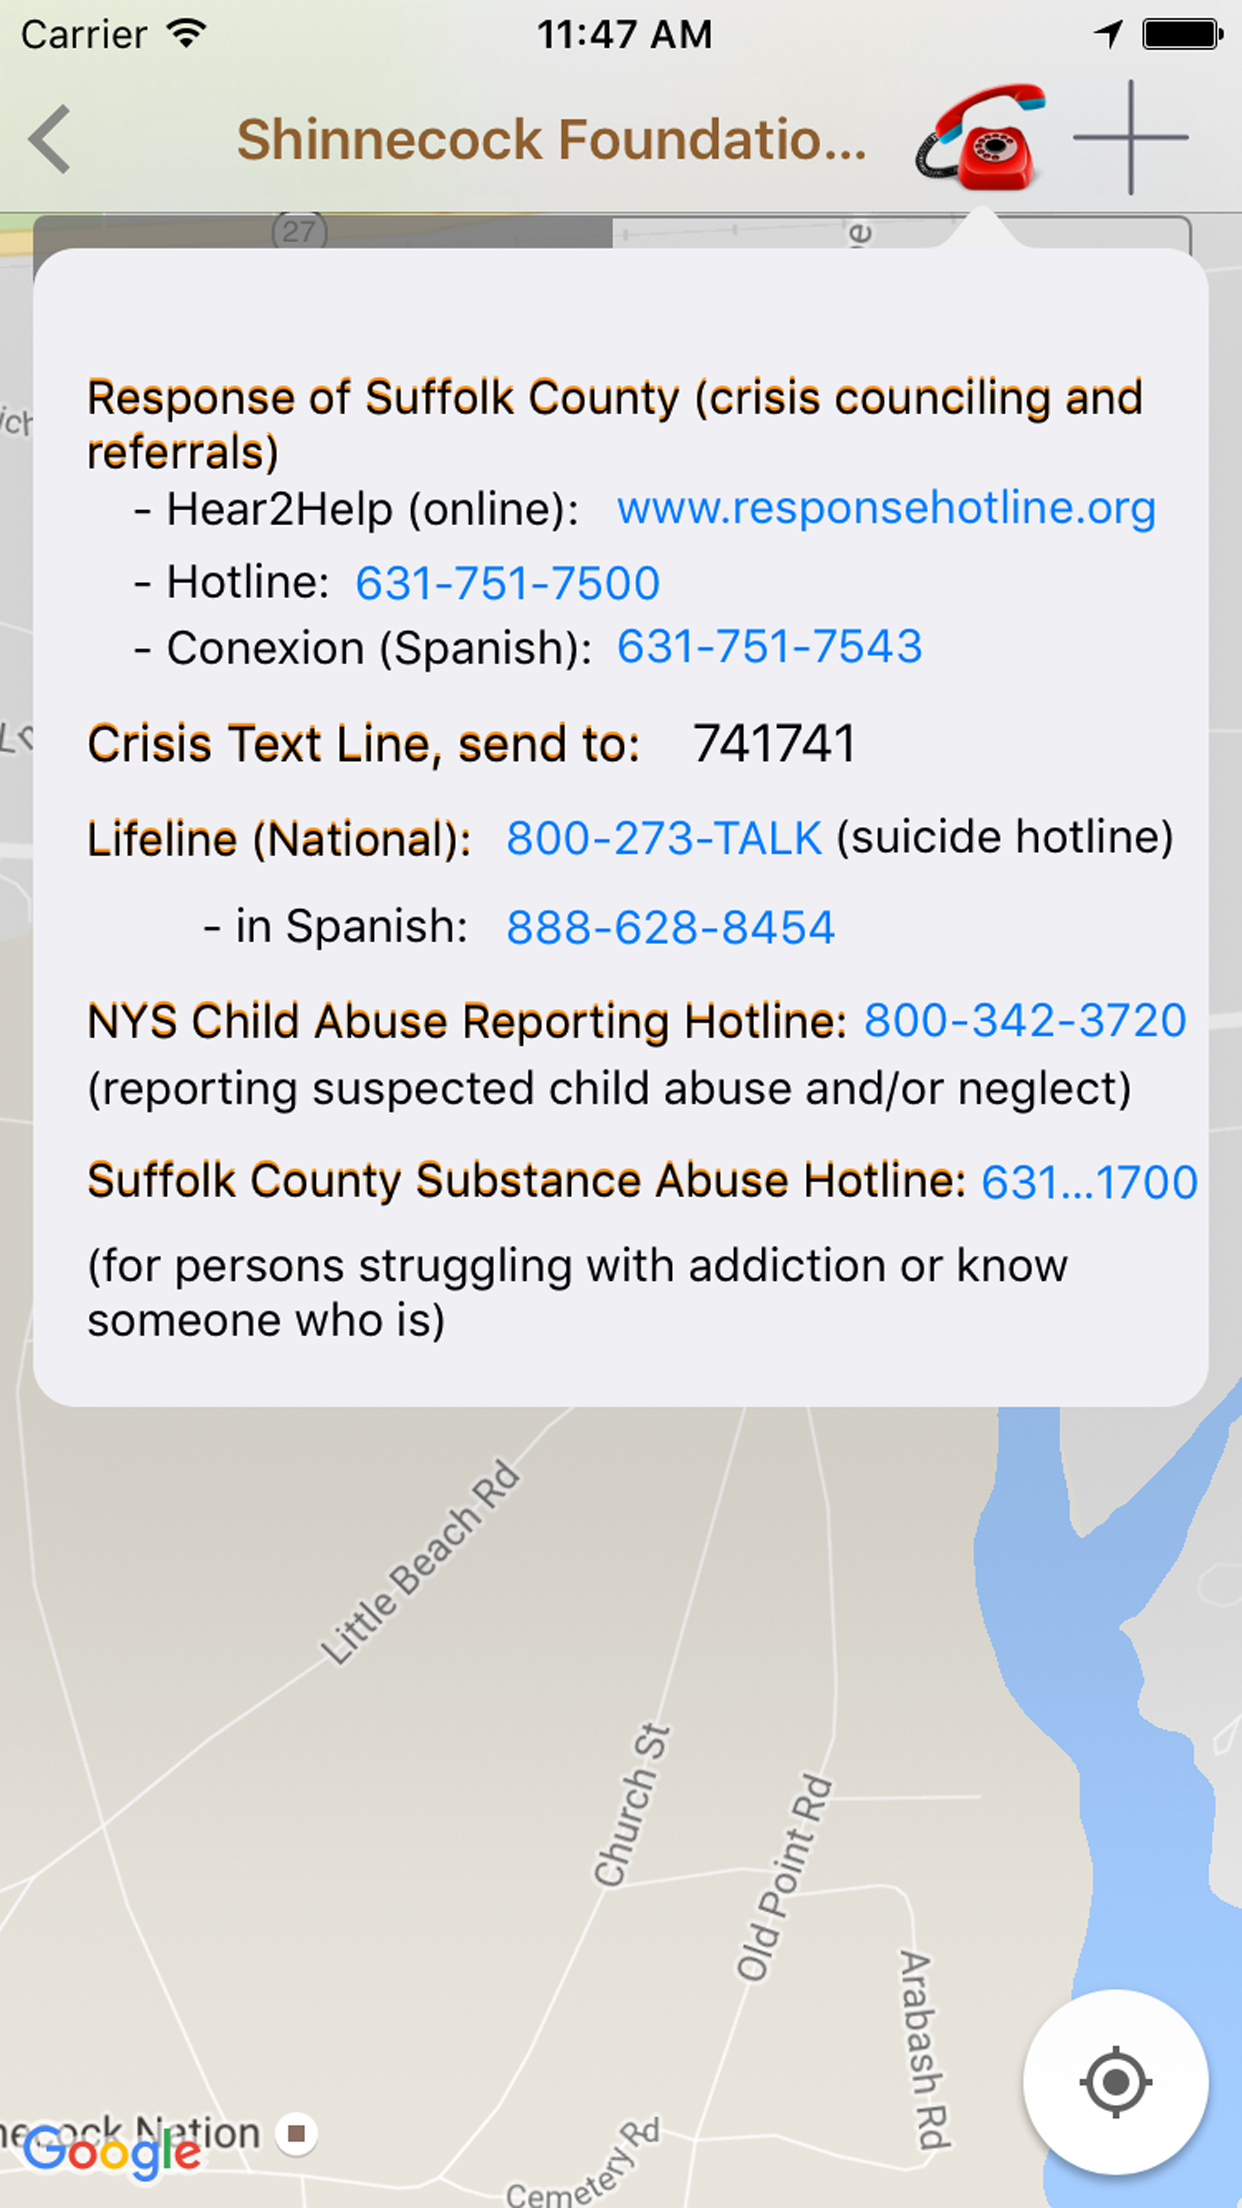 Carrier 11:47 AM
Shinnecock Foundatio...
27
Response of Suffolk County (crisis counciling and
referrals)
- Hear2Help (online): www.responsehotline.org
- Hotline: 631-751-7500
- Conexion (Spanish): 631-751-7543
Crisis Text Line, send to: 741741
Lifeline (National): 800-273-TALK (suicide hotline)
- in Spanish: 888-628-8454
NYS Child Abuse Reporting Hotline: 800-342-3720
(reporting suspected child abuse and/or neglect)
Suffolk County Substance Abuse Hotline: 631...1700
(for persons struggling with addiction or know
someone who is)
Little Beach Rd
Church St
Old Point Rd
Arabash Rd
necock Nation
Google
Cemetery Rd